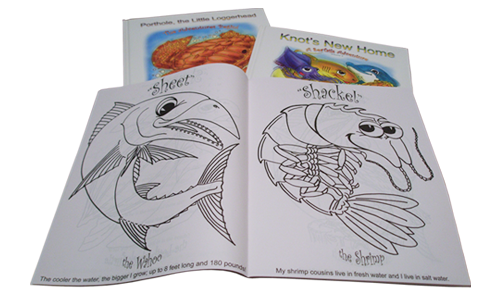 Porthole, the Little Loggerhead
Knot's New Home
"Sheet"
the Wahoo
The cooler the water, the bigger I grow; up to 8 feet long and 180 pounds
"Shackel"
the Shrimp
My shrimp cousins live in fresh water and I live in salt water.